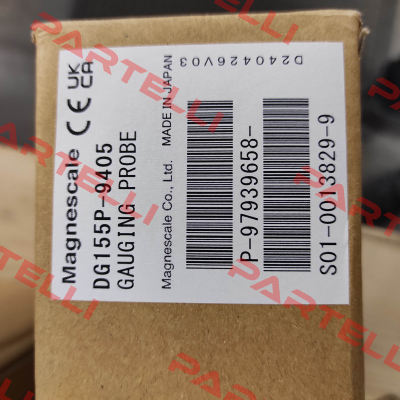 Magnescale CE UK CA
DG155P-9405
GAUGING PROBE
Magnescale Co., Ltd. MADE IN JAPAN
P-97939658-
S01-0013829-9
D240426V03
PARTELLI
PARTELLI
PARTELLI